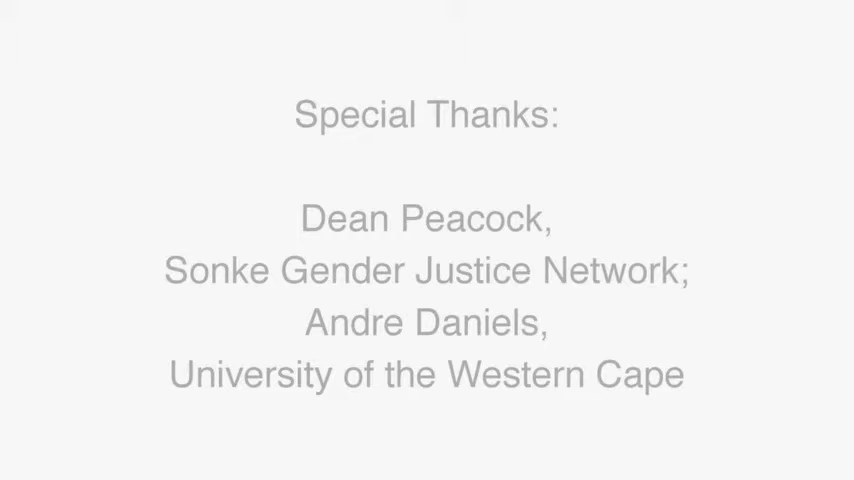 Special Thanks:
Dean Peacock,
Sonke Gender Justice Network;
Andre Daniels,
University of the Western Cape